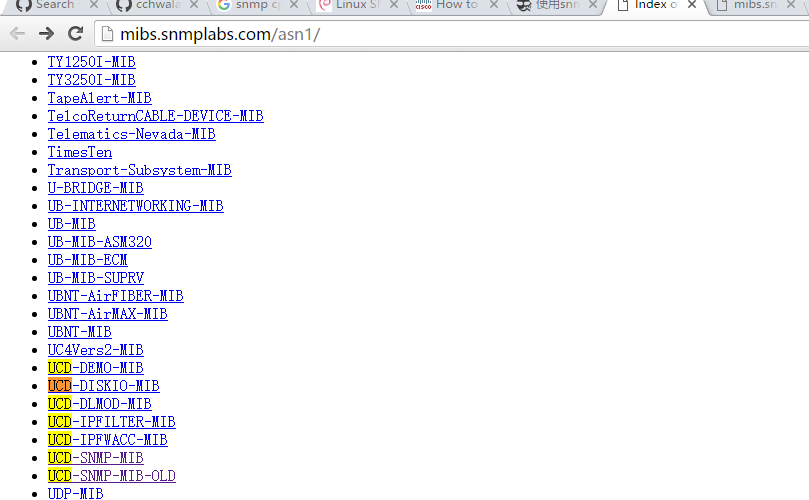 Search
cchwala
snmp cp
Linux S
How to
使用snm
Index o
mibs.sn
mibs.snmplabs.com/asn1/
TY1250I-MIB
TY3250I-MIB
TapeAlert-MIB
TelcoReturnCABLE-DEVICE-MIB
Telematics-Nevada-MIB
TimesTen
Transport-Subsystem-MIB
U-BRIDGE-MIB
UB-INTERNETWORKING-MIB
UB-MIB
UB-MIB-ASM320
UB-MIB-ECM
UB-MIB-SUPRV
UBNT-AirFIBER-MIB
UBNT-AirMAX-MIB
UBNT-MIB
UC4Vers2-MIB
UCD-DEMO-MIB
UCD-DISKIO-MIB
UCD-DLMOD-MIB
UCD-IPFILTER-MIB
UCD-IPFWACC-MIB
UCD-SNMP-MIB
UCD-SNMP-MIB-OLD
UDP-MIB